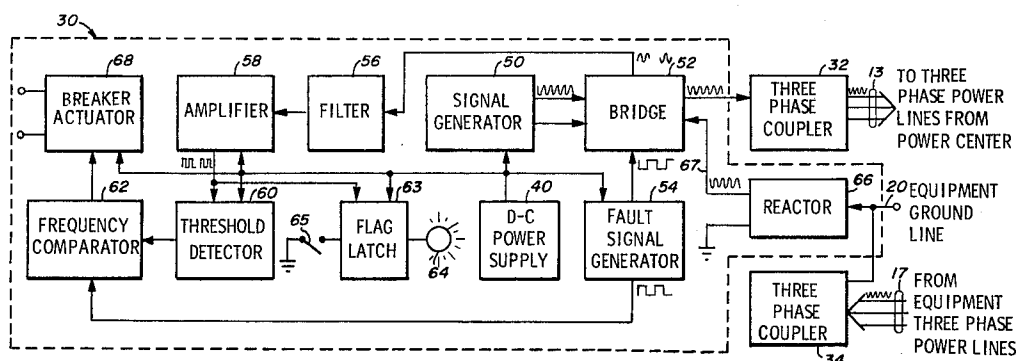 30
68
BREAKER
ACTUATOR
58
AMPLIFIER
56
FILTER
50
SIGNAL
GENERATOR
52
BRIDGE
32
THREE
PHASE
COUPLER
13
TO THREE
PHASE POWER
LINES FROM
POWER CENTER
62
FREQUENCY
COMPARATOR
60
THRESHOLD
DETECTOR
65
63
FLAG
LATCH
64
40
D-C
POWER
SUPPLY
54
FAULT
SIGNAL
GENERATOR
67
66
REACTOR
20
EQUIPMENT
GROUND
LINE
THREE
PHASE
COUPLER
34
17
FROM
EQUIPMENT
THREE PHASE
POWER LINES